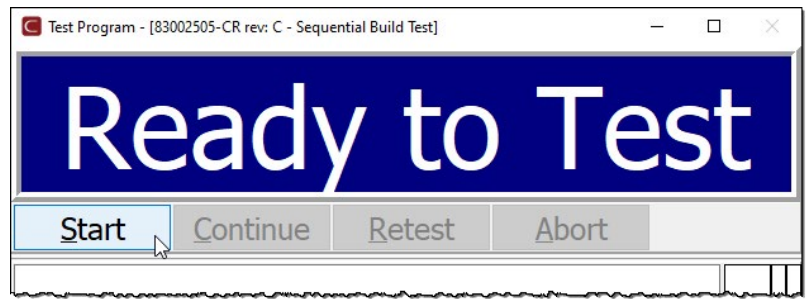 Test Program - [83002505-CR rev: C - Sequential Build Test]
Ready to Test
Start Continue Retest Abort